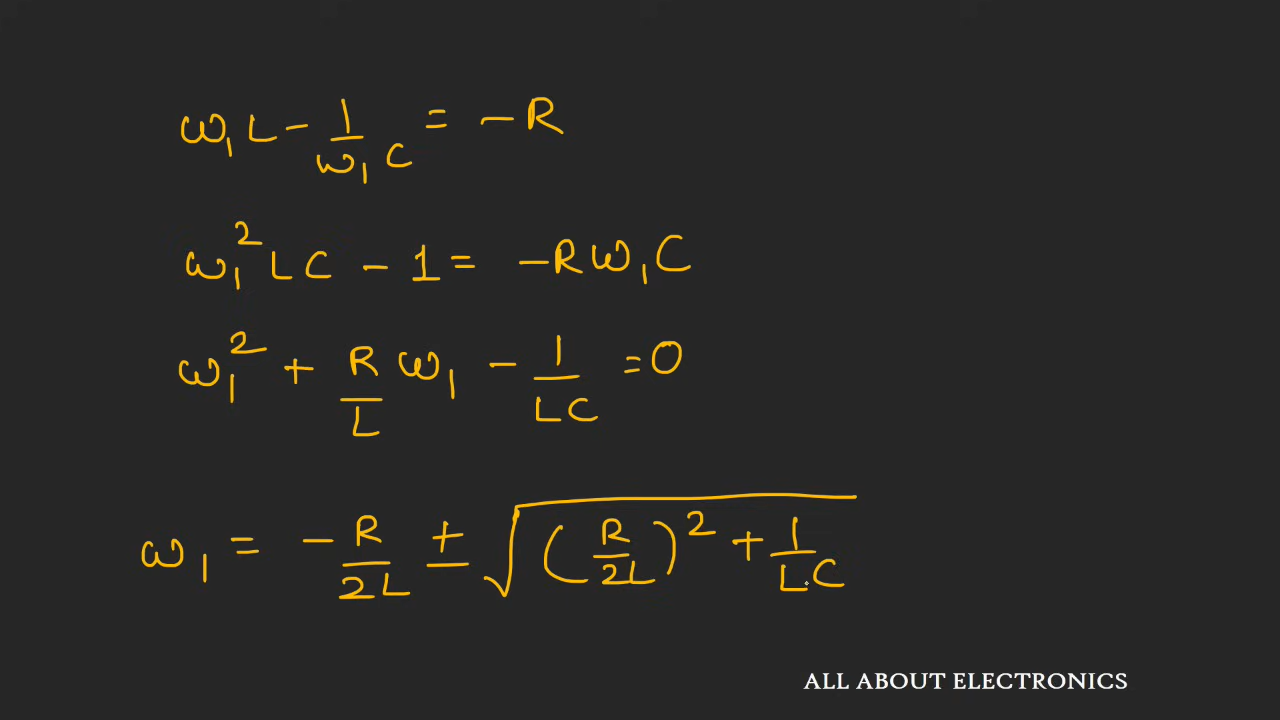 ω₁L - 1/(ω₁C) = -R
ω₁²LC - 1 = -Rω₁C
ω₁² + (R/L)ω₁ - 1/(LC) = 0
ω₁ = -R/(2L) ± √((R/2L)² + 1/(LC))
ALL ABOUT ELECTRONICS